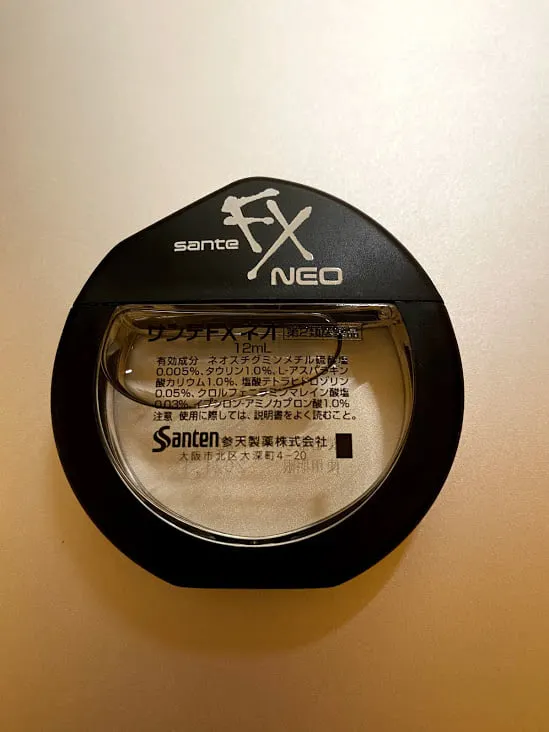 sante FX
NEO
サンテFXネオ 第2類医薬品
12mL
有効成分 ネオスチグミンメチル硫酸塩
0.005%、タウリン1.0%、L-アスパラギン
酸カリウム1.0%、塩酸テトラヒドロゾリン
0.05%、クロルフェニラミンマレイン酸塩
0.03%、イプシロン-アミノカプロン酸1.0%
注意 使用に際しては、説明書をよく読むこと。
Santen 参天製薬株式会社
大阪市北区大深町4-20